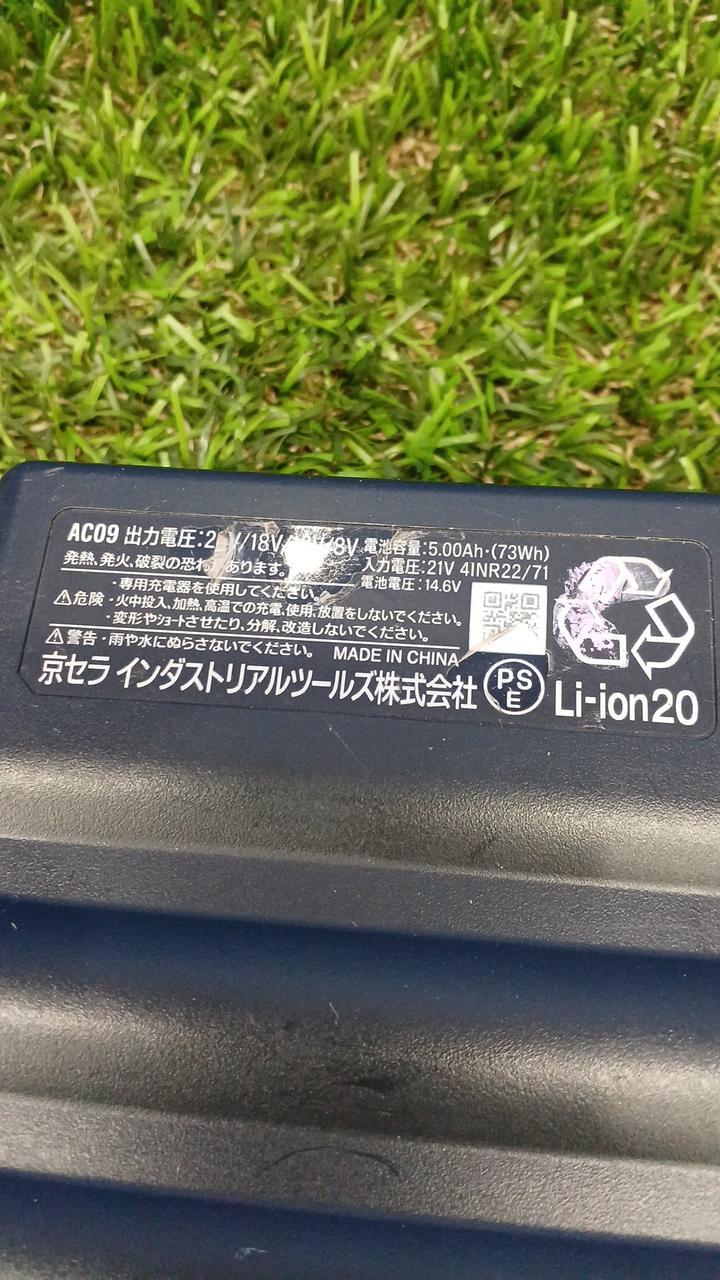 AC09 出力電圧:2 V/18V 8V 電池容量:5.00Ah・(73Wh)
発熱、発火、破裂の恐れがあります。 入力電圧:21V 4INR22/71
・専用充電器を使用してください。 電池電圧:14.6V
危険 ・火中投入、加熱、高温での充電、使用、放置をしないでください。
・変形やショートさせたり、分解、改造しないでください。
警告・雨や水にぬらさないでください。 MADE IN CHINA
京セラ インダストリアルツールズ株式会社
PS
E
Li-ion20